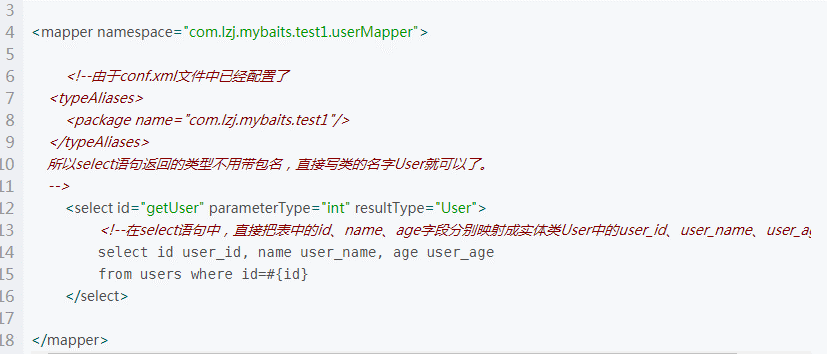 3
4 <mapper namespace="com.lzj.mybaits.test1.userMapper">
5
6 <!--由于conf.xml文件中已经配置了
7 <typeAliases>
8 <package name="com.lzj.mybaits.test1"/>
9 </typeAliases>
10 所以select语句返回的类型不用带包名，直接写类的名字User就可以了。
11 -->
12 <select id="getUser" parameterType="int" resultType="User">
13 <!--在select语句中，直接把表中的id、name、age字段分别映射成实体类User中的user_id、user_name、
14 select id user_id, name user_name, age user_age
15 from users where id=#{id}
16 </select>
17
18 </mapper>